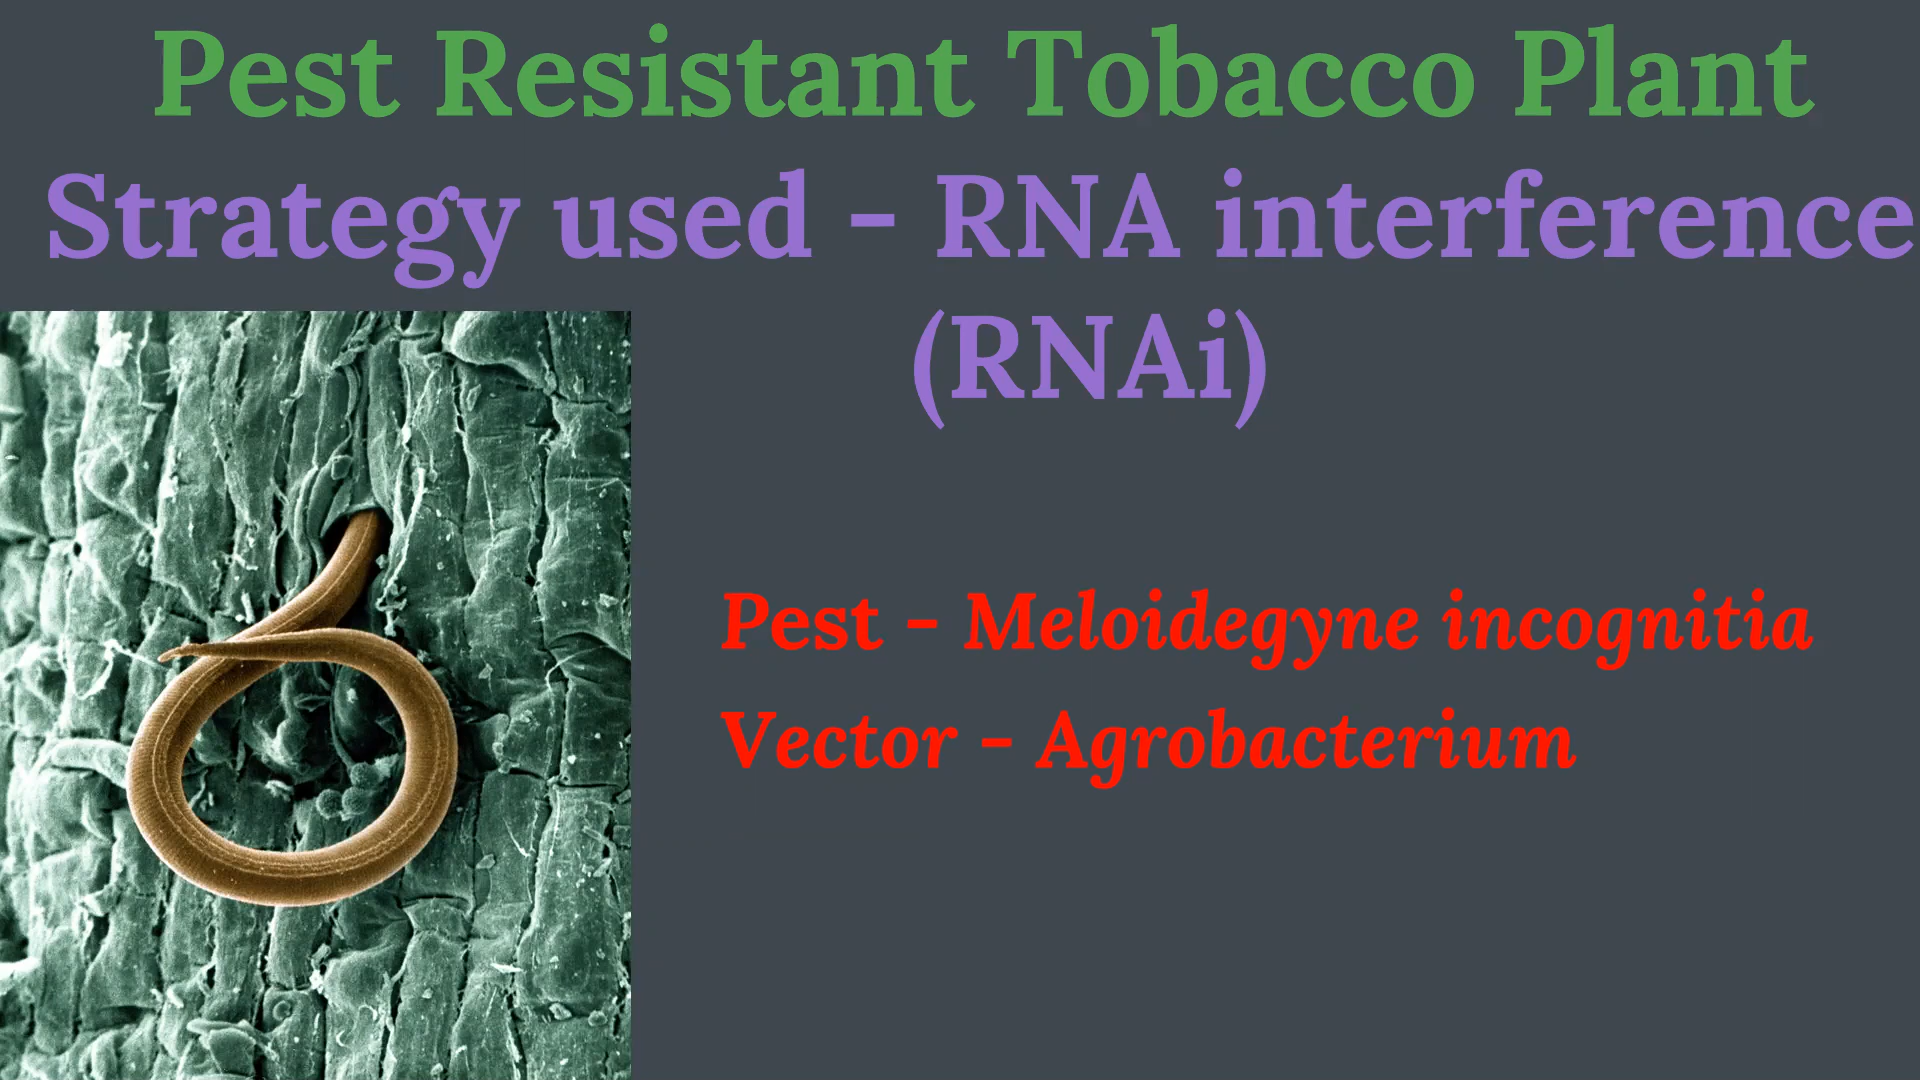 Pest Resistant Tobacco Plant
Strategy used - RNA interference
(RNAi)
Pest - Meloidegyne incognitia
Vector - Agrobacterium